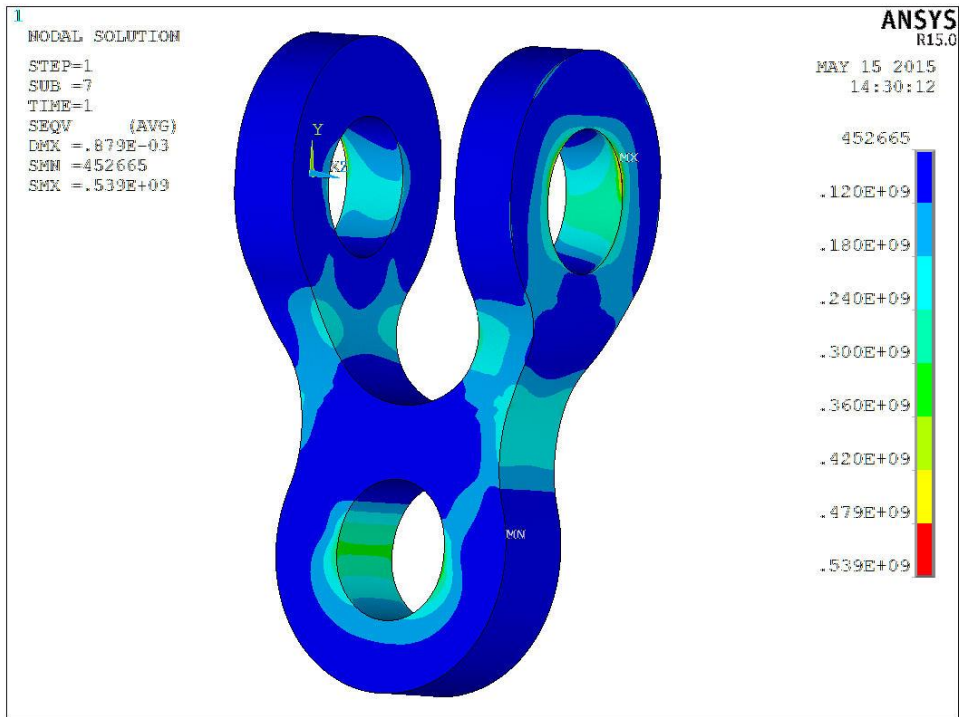 1
NODAL SOLUTION
STEP=1
SUB =7
TIME=1
SEQV (AVG)
DMX =.879E-03
SMN =452665
SMX =.539E+09
ANSYS
R15.0
MAY 15 2015
14:30:12
Y
XZ
MX
MN
452665
.120E+09
.180E+09
.240E+09
.300E+09
.360E+09
.420E+09
.479E+09
.539E+09